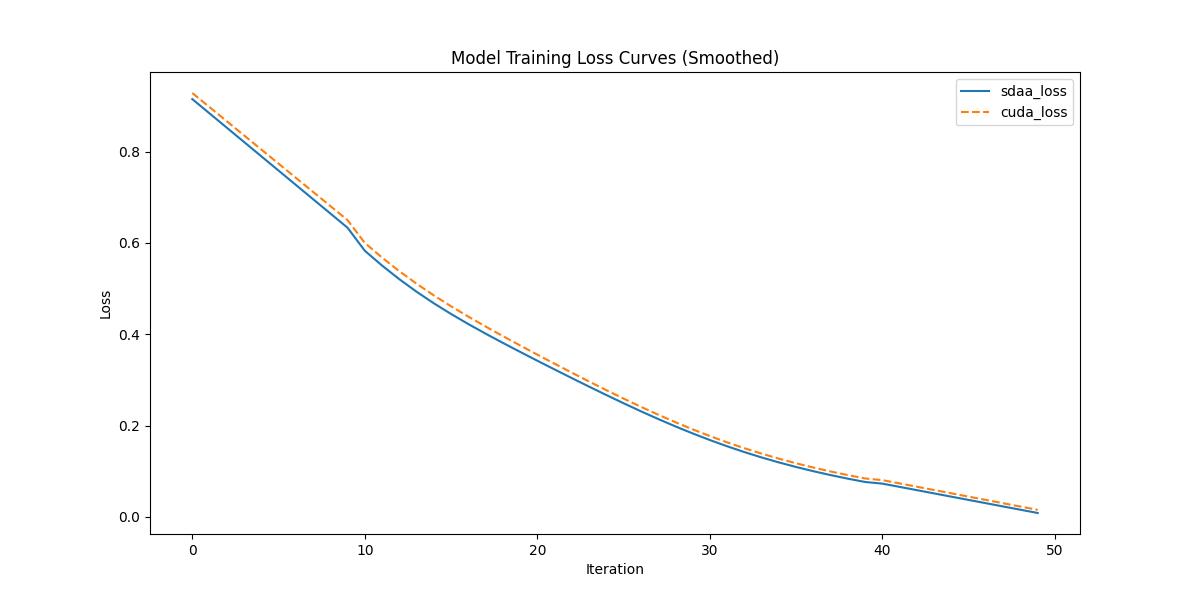 Model Training Loss Curves (Smoothed)
sdaa_loss
cuda_loss
Loss
0.8
0.6
0.4
0.2
0.0
0 10 20 30 40 50
Iteration